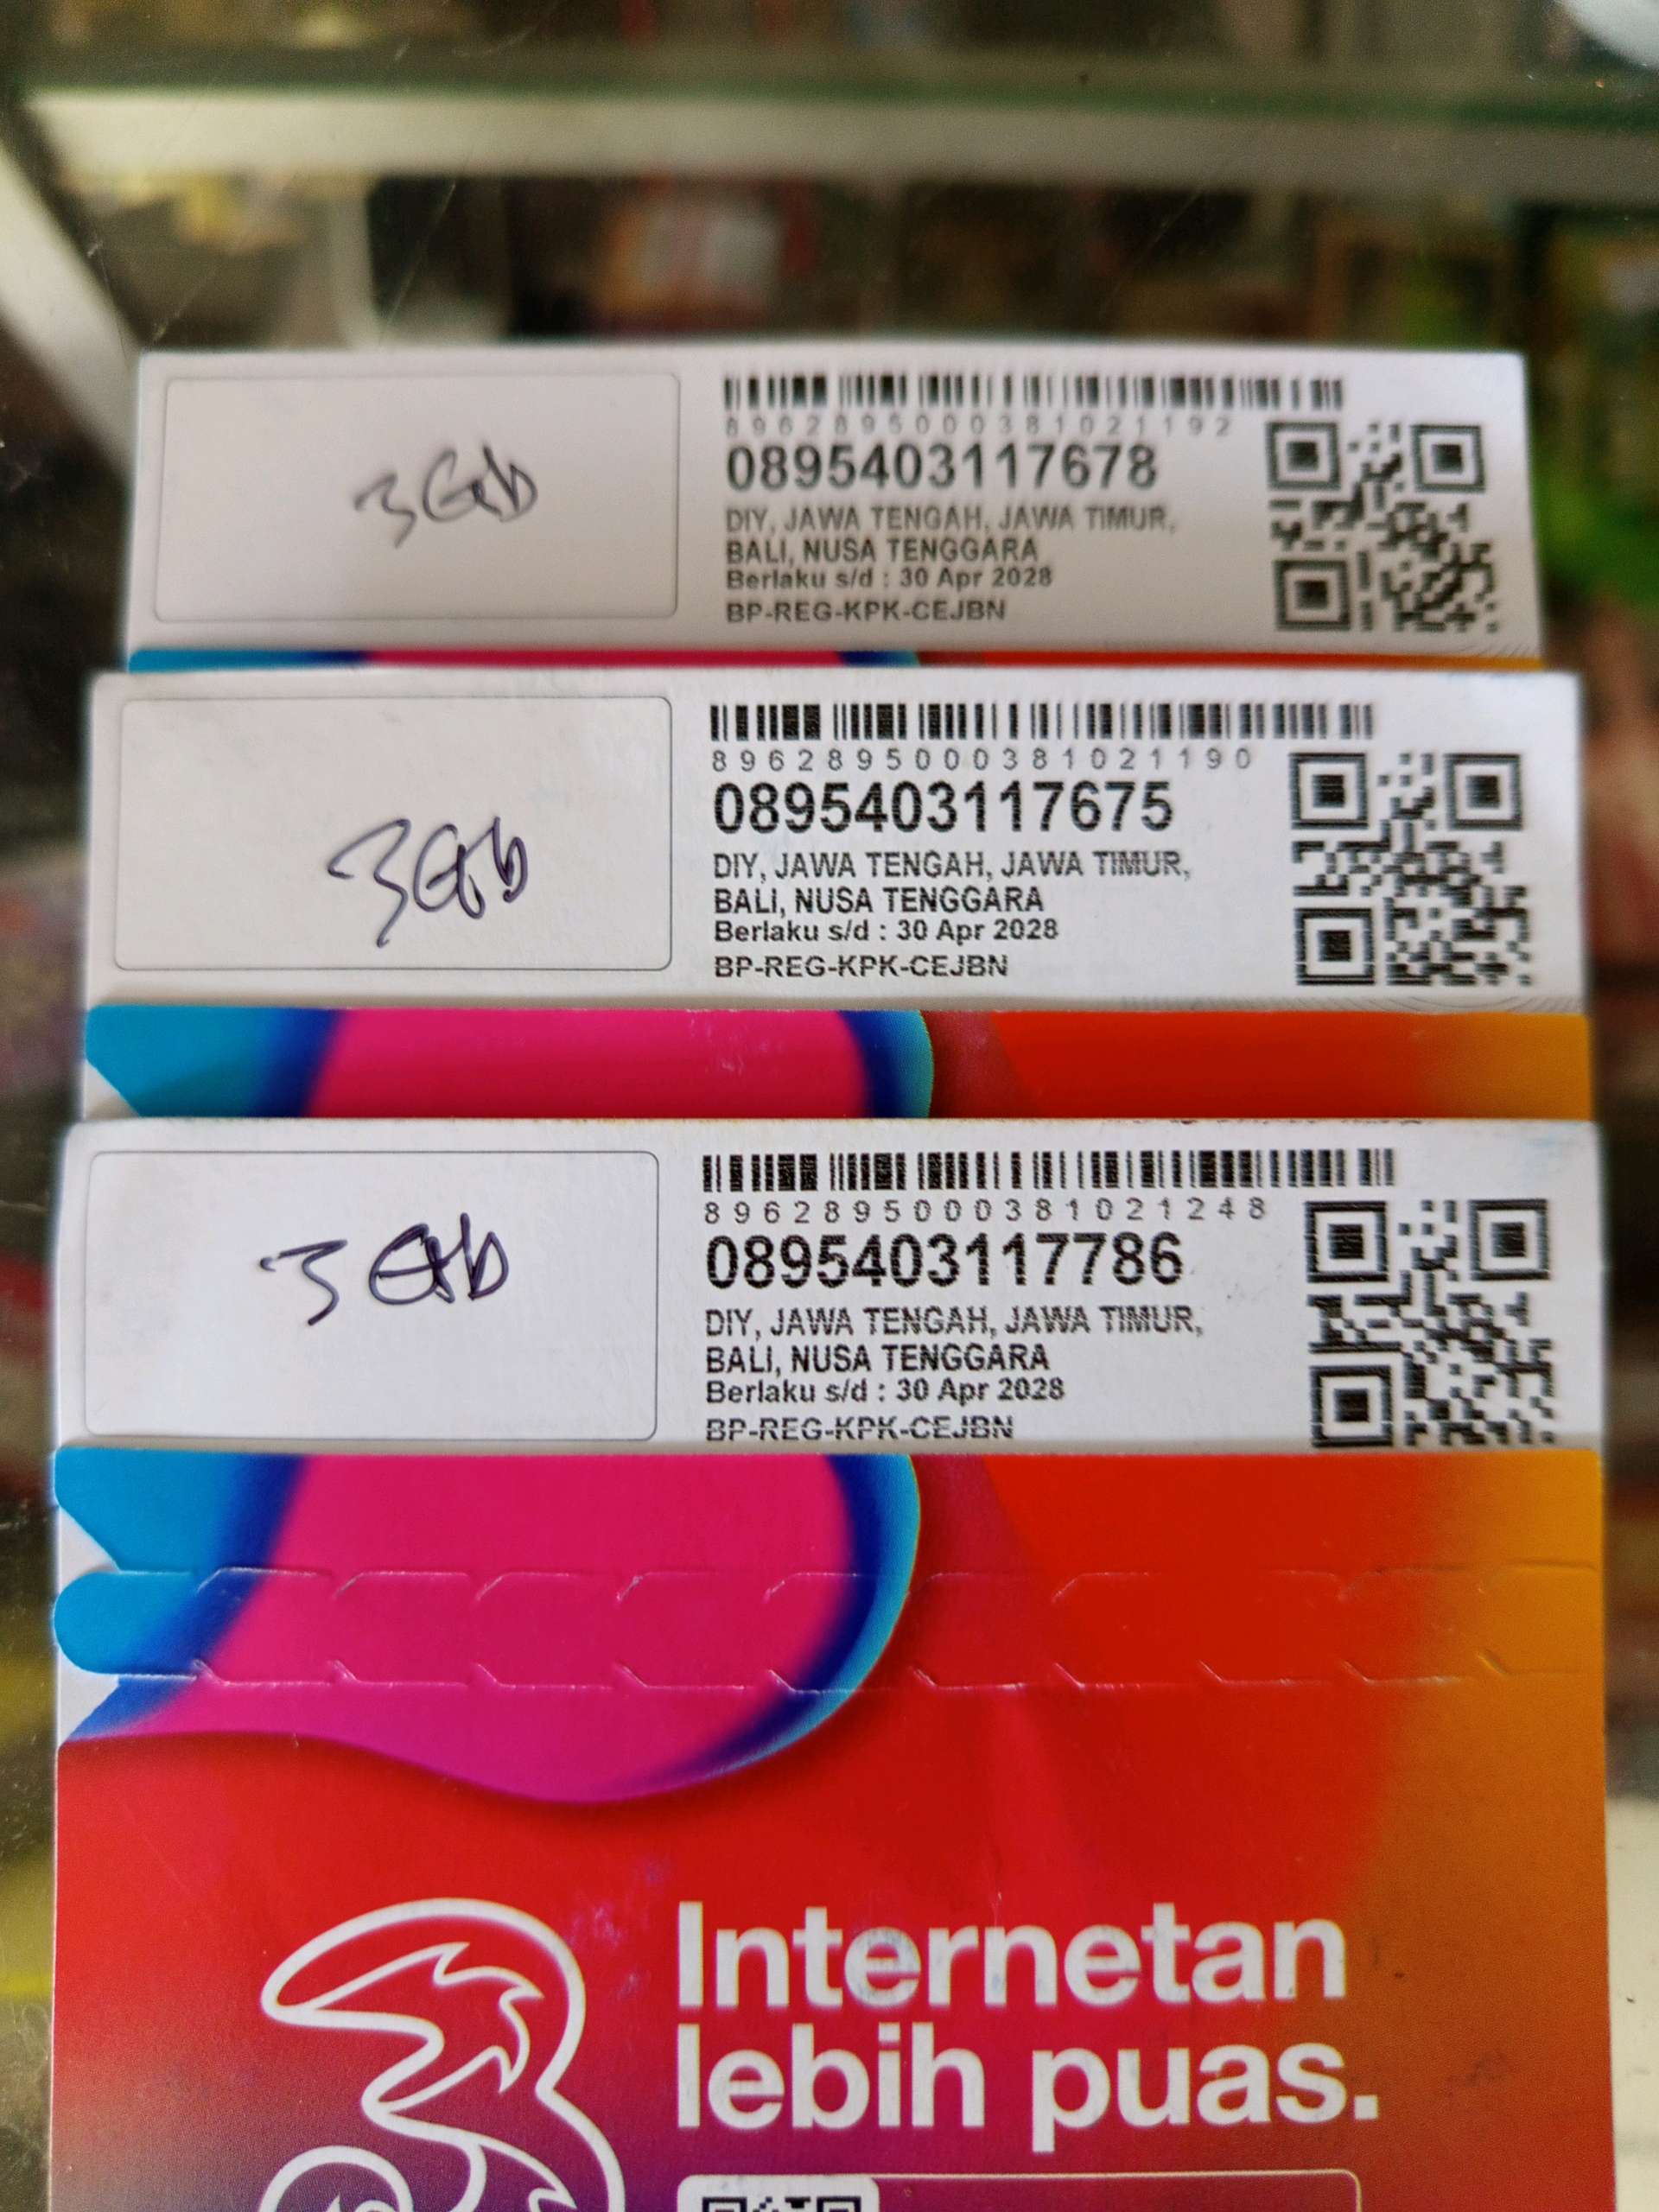 3Gb
8962895000381021192
0895403117678
DIY, JAWA TENGAH, JAWA TIMUR,
BALI, NUSA TENGGARA
Berlaku s/d : 30 Apr 2028
BP-REG-KPK-CEJBN
3Gb
8962895000381021190
0895403117675
DIY, JAWA TENGAH, JAWA TIMUR,
BALI, NUSA TENGGARA
Berlaku s/d : 30 Apr 2028
BP-REG-KPK-CEJBN
3 Gb
8962895000381021248
0895403117786
DIY, JAWA TENGAH, JAWA TIMUR,
BALI, NUSA TENGGARA
Berlaku s/d : 30 Apr 2028
BP-REG-KPK-CEJBN
Internetan
lebih puas.